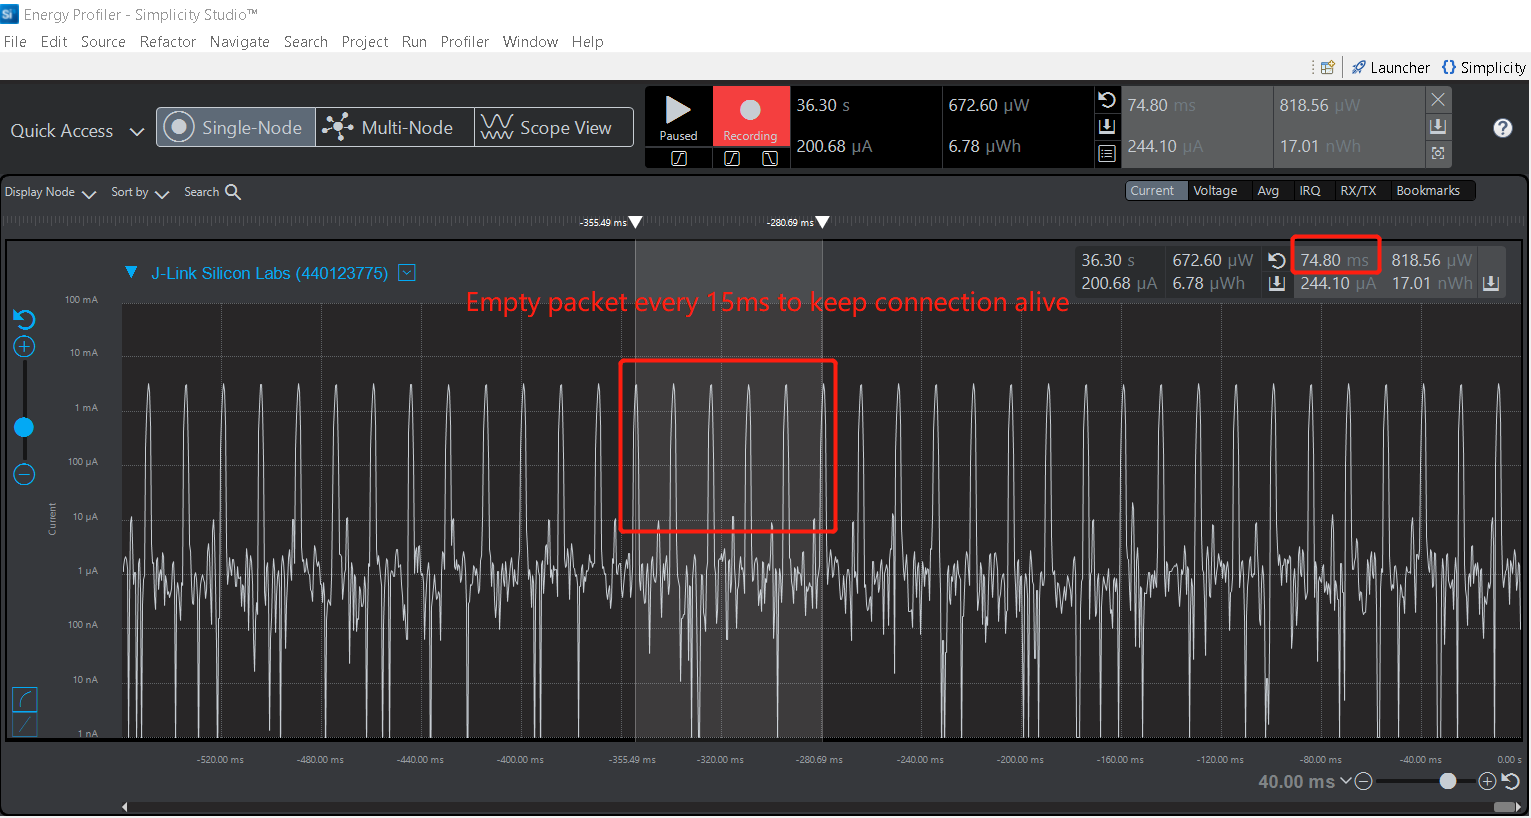 Si Energy Profiler - Simplicity Studio™
File Edit Source Refactor Navigate Search Project Run Profiler Window Help
Launcher {} Simplicity
Quick Access
Single-Node
Multi-Node
Scope View
Paused
Recording
36.30 s
200.68 µA
672.60 µW
6.78 µWh
74.80 ms
244.10 µA
818.56 µW
17.01 nWh
?
Display Node
Sort by
Search
Current
Voltage
Avg
IRQ
RX/TX
Bookmarks
-355.49 ms
-280.69 ms
J-Link Silicon Labs (440123775)
36.30 s 672.60 µW
200.68 µA 6.78 µWh
74.80 ms 818.56 µW
244.10 µA 17.01 nWh
Empty packet every 15ms to keep connection alive
100 mA
10 mA
1 mA
100 µA
10 µA
1 µA
100 nA
10 nA
1 nA
Current
-520.00 ms
-480.00 ms
-440.00 ms
-400.00 ms
-355.49 ms
-320.00 ms
-280.69 ms
-240.00 ms
-200.00 ms
-160.00 ms
-120.00 ms
-80.00 ms
-40.00 ms
0.00 s
40.00 ms